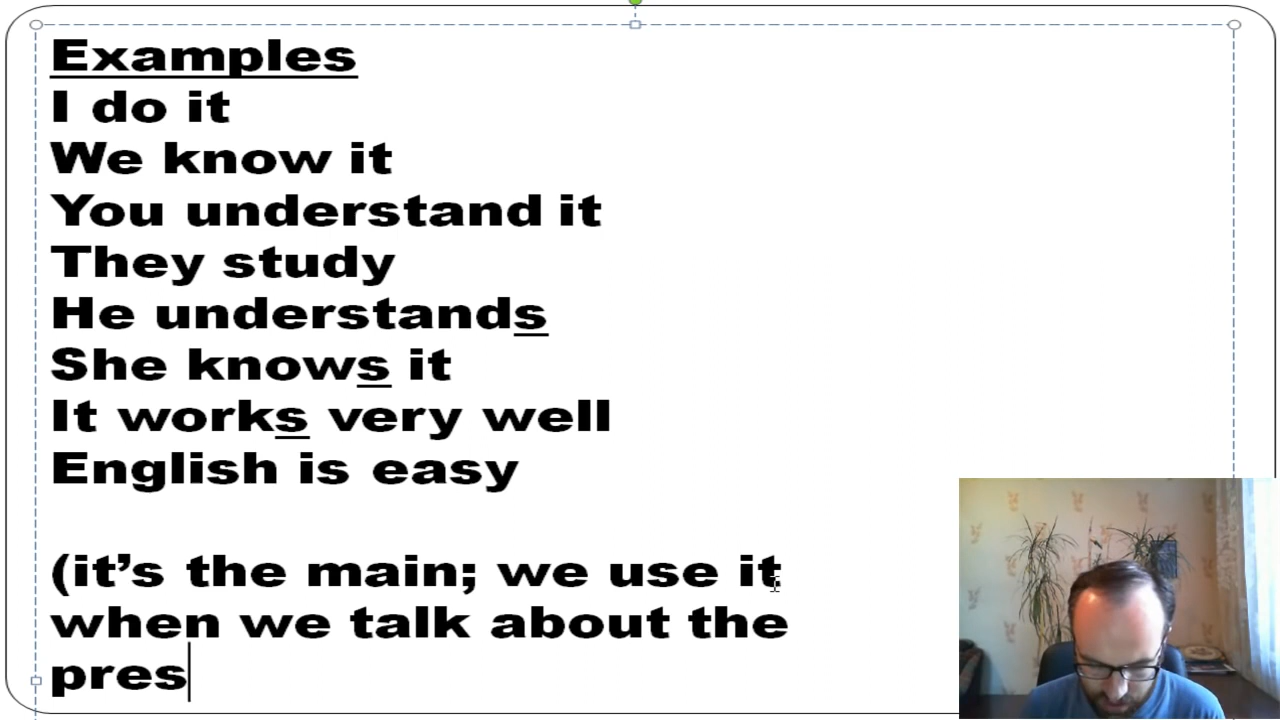 Examples
I do it
We know it
You understand it
They study
He understands
She knows it
It works very well
English is easy
(it’s the main; we use it
when we talk about the
pres